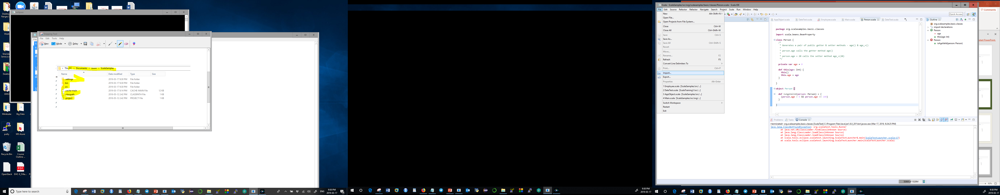 eclipses
Snipping Tool
File Edit Tools Help
New Mode Delay
This PC > Documents > zoom > ScalaSamples
Name Date modified Type Size
.settings 2019-03-17 9:30 PM File folder
bin 2019-03-17 9:30 PM File folder
src 2019-03-17 9:30 PM File folder
.cache-main 2019-03-17 8:14 PM CACHE-MAIN File 12 KB
.classpath 2018-05-12 2:42 PM CLASSPATH File 1 KB
.project 2018-05-12 2:42 PM PROJECT File 1 KB
Minikube Big Data
putty MS Azure
Recycle Bin Course Outline ...
OpenStack EHC-E_Filla...
Type here to search
ENG
9:30 PM
2019-03-17
9:30 PM
2019-03-17
Scala - ScalaSamples/src/org/scalasamples/basic/classes/Person.scala - Scala IDE
File Edit Source Refactor Refactor Navigate Search Project Scala Run Window Help
Quick Access
New Alt+Shift+N >
Open File...
Open Projects from File System...
Close Ctrl+W
Close All Ctrl+Shift+W
Save Ctrl+S
Save As...
Save All Ctrl+Shift+S
Revert
Move...
Rename... F2
Refresh F5
Convert Line Delimiters To >
Print... Ctrl+P
Import...
Export...
Properties Alt+Enter
1 Employee.scala [ScalaSamples/src/...]
2 DateTest.scala [ScalaTraining1/src/...]
3 AppObject.scala [ScalaSamples/src/...]
4 Main.scala [ScalaSamples/src/org/...]
Switch Workspace >
Restart
Exit
AppObject.scala DateTest.scala Employee.scala Main.scala Person.scala DateTest.scala
package org.scalasamples.basic.classes
import scala.beans.BeanProperty
class Person {
/*
* Generates a pair of public getter & setter methods - age() & age_=()
*
* person.age calls the getter method age()
*
* person.age = 20 calls the setter method age_=(20)
*/
private var age = 0
def this(age: Int) {
this()
this.age = age
}
}
object Person {
def isAgeValid(person: Person) = {
(person.age > 0 && person.age <= 100)
}
}
Outline
org.scalasamples.basic.classes
import declarations
Person
age
this(age: Int)
Person
isAgeValid(person: Person)
Problems Tasks Console
<terminated> org.scalasamples.basic.classes [ScalaTest] C:\Program Files\Java\jre1.8.0_201\bin\javaw.exe (Mar 17, 2019, 9:24:25 PM)
java.lang.ClassNotFoundException: org.scalatest.tools.Runner
at java.net.URLClassLoader.findClass(Unknown Source)
at java.lang.ClassLoader.loadClass(Unknown Source)
at java.lang.ClassLoader.loadClass(Unknown Source)
at scala.tools.eclipse.scalatest.launching.ScalaTestLauncher$.main(ScalaTestLauncher.scala:17)
at scala.tools.eclipse.scalatest.launching.ScalaTestLauncher.main(ScalaTestLauncher.scala)
504M of 1028M
Comments
start PowerPoint.
92%
9:30 PM
2019-03-17